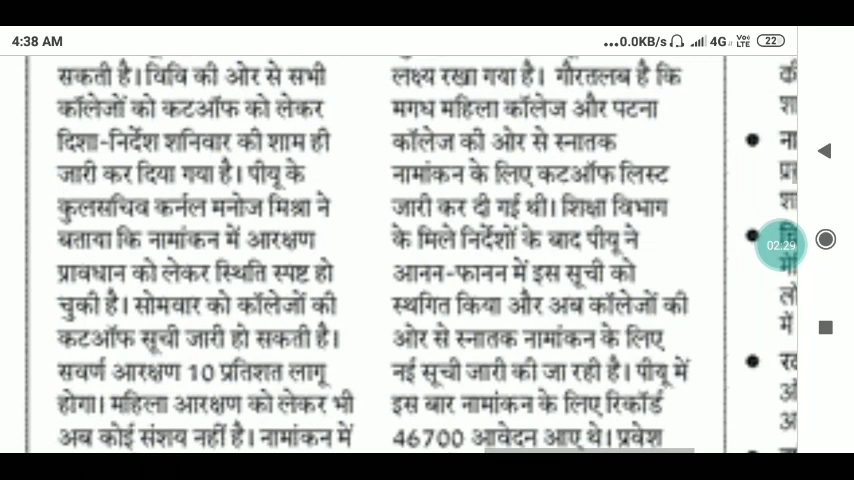 4:38 AM
...0.0KB/s 4G Vo LTE 22
सकती है। विवि की ओर से सभी
कॉलेजों को कटऑफ को लेकर
दिशा-निर्देश शनिवार की शाम ही
जारी कर दिया गया है। पीयू के
कुलसचिव कर्नल मनोज मिश्रा ने
बताया कि नामांकन में आरक्षण
प्रावधान को लेकर स्थिति स्पष्ट हो
चुकी है। सोमवार को कॉलेजों की
कटऑफ सूची जारी हो सकती है।
सवर्ण आरक्षण 10 प्रतिशत लागू
होगा। महिला आरक्षण को लेकर भी
अब कोई संशय नहीं है। नामांकन में
लक्ष्य रखा गया है। गौरतलब है कि
मगध महिला कॉलेज और पटना
कॉलेज की ओर से स्नातक
नामांकन के लिए कटऑफ लिस्ट
जारी कर दी गई थी। शिक्षा विभाग
के मिले निर्देशों के बाद पीयू ने
आनन-फानन में इस सूची को
स्थगित किया और अब कॉलेजों की
ओर से स्नातक नामांकन के लिए
नई सूची जारी की जा रही है। पीयू में
इस बार नामांकन के लिए रिकॉर्ड
46700 आवेदन आए थे। प्रवेश
की
ना
में
02:29